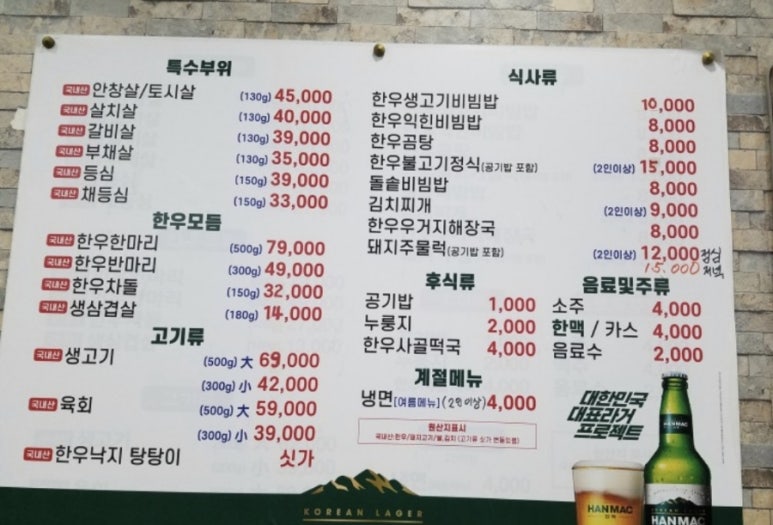 특수부위
국내산 안창살/토시살 (130g) 45,000
국내산 살치살 (130g) 40,000
국내산 갈비살 (130g) 39,000
국내산 부채살 (130g) 35,000
국내산 등심 (150g) 39,000
국내산 채등심 (150g) 33,000
한우모듬
국내산 한우한마리 (500g) 79,000
국내산 한우반마리 (300g) 49,000
국내산 한우차돌 (150g) 32,000
국내산 생삼겹살 (180g) 14,000
고기류
국내산 생고기 (500g) 大 69,000
(300g) 小 42,000
국내산 육회 (500g) 大 59,000
(300g) 小 39,000
국내산 한우낙지 탕탕이 싯가
식사류
한우생고기비빔밥 10,000
한우익힌비빔밥 8,000
한우곰탕 8,000
한우불고기정식(공기밥 포함) (2인이상) 15,000
돌솥비빔밥 8,000
김치찌개 (2인이상) 9,000
한우우거지해장국 8,000
돼지주물럭(공기밥 포함) (2인이상) 12,000 점심
15.000 저녁
후식류
공기밥 1,000
누룽지 2,000
한우사골떡국 4,000
계절메뉴
냉면[여름메뉴] (2인이상) 4,000
원산지표시
음료및주류
소주 4,000
한맥 / 카스 4,000
음료수 2,000
대한민국
대표라거
프로젝트
HANMAC
HANMAC
HANMAC
KOREAN LAGER